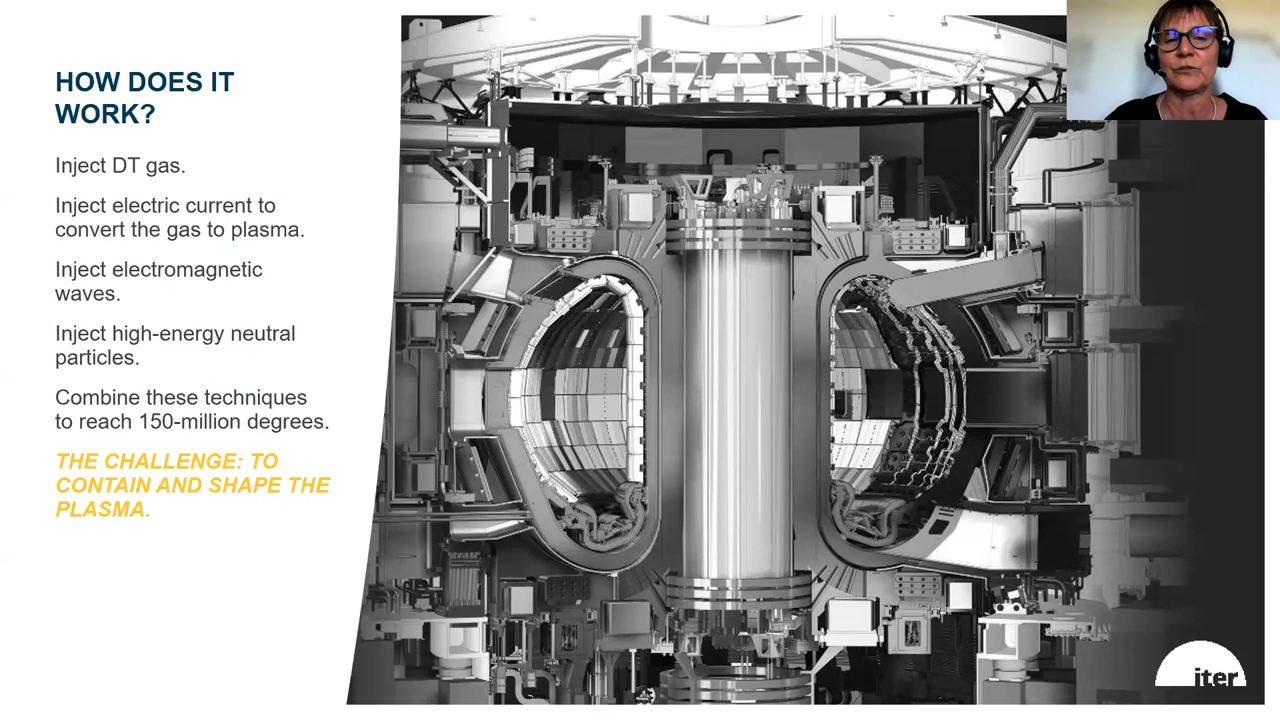 HOW DOES IT
WORK?
Inject DT gas.
Inject electric current to
convert the gas to plasma.
Inject electromagnetic
waves.
Inject high-energy neutral
particles.
Combine these techniques
to reach 150-million degrees.
THE CHALLENGE: TO
CONTAIN AND SHAPE THE
PLASMA.
iter